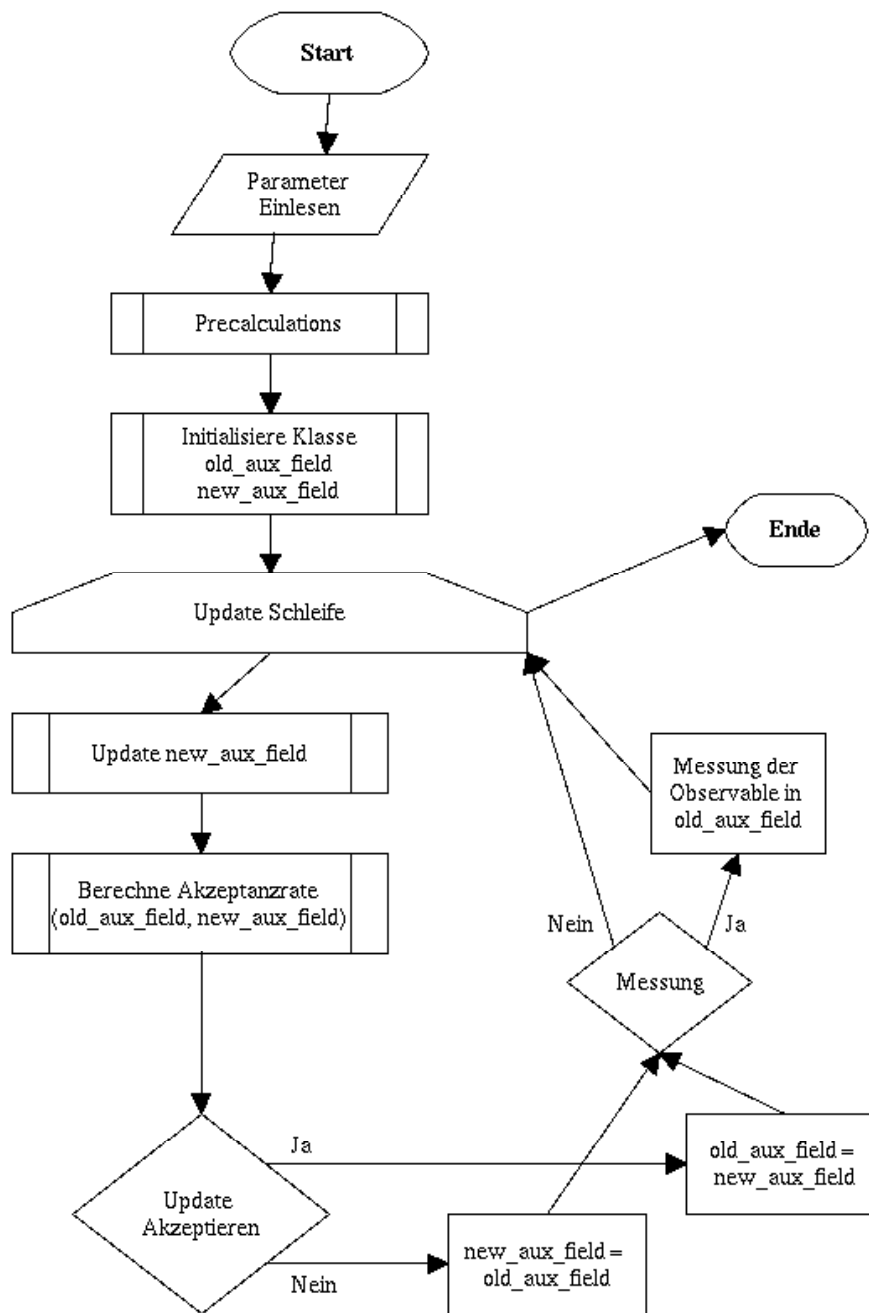 Start
Parameter
Einlesen
Precalculations
Initialisiere Klasse
old_aux_field
new_aux_field
Ende
Update Schleife
Update new_aux_field
Messung der
Observable in
old_aux_field
Berechne Akzeptanzrate
(old_aux_field, new_aux_field)
Nein
Ja
Messung
Ja
old_aux_field =
new_aux_field
Update
Akzeptieren
new_aux_field =
old_aux_field
Nein